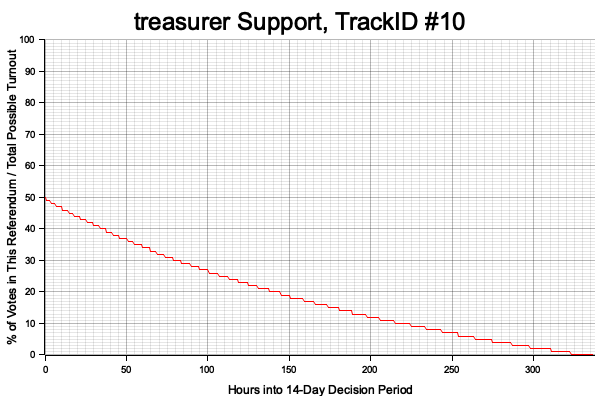 treasurer Support, TrackID #10
% of Votes in This Referendum / Total Possible Turnout
100
90
80
70
60
50
40
30
20
10
0
0 50 100 150 200 250 300
Hours into 14-Day Decision Period